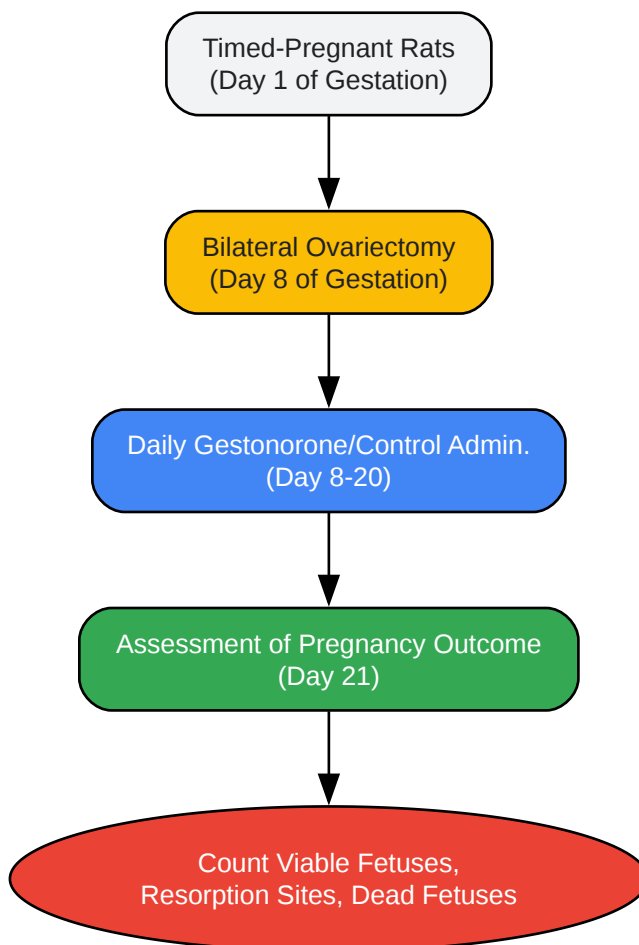 Timed-Pregnant Rats
(Day 1 of Gestation)
Bilateral Ovariectomy
(Day 8 of Gestation)
Daily Gestonorone/Control Admin.
(Day 8-20)
Assessment of Pregnancy Outcome
(Day 21)
Count Viable Fetuses,
Resorption Sites, Dead Fetuses